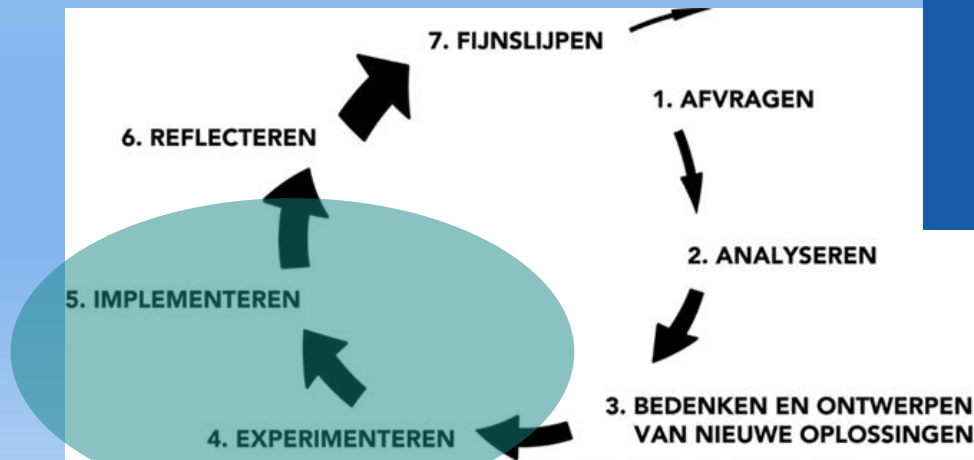 7. FIJNSLIJPEN
1. AFVRAGEN
6. REFLECTEREN
2. ANALYSEREN
5. IMPLEMENTEREN
3. BEDENKEN EN ONTWERPEN
VAN NIEUWE OPLOSSINGEN
4. EXPERIMENTEREN